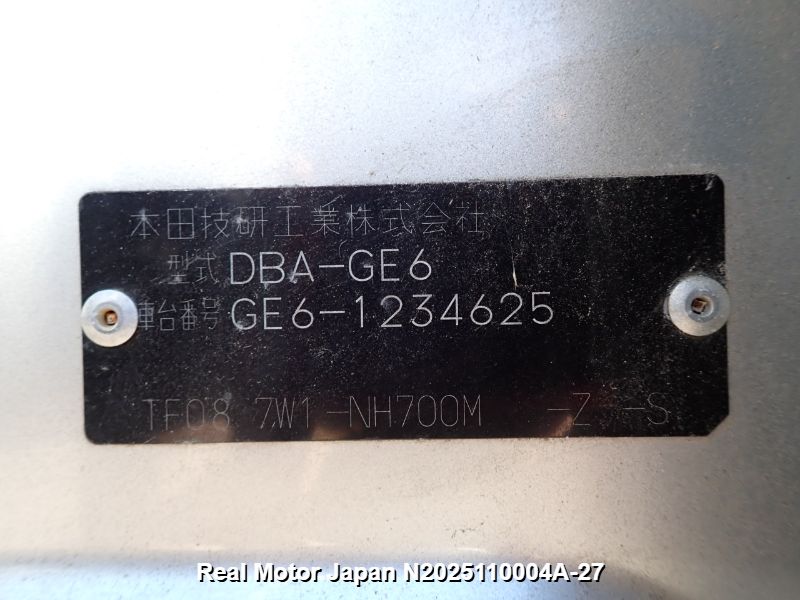 本田技研工業株式会社
型式 DBA-GE6
車台番号 GE6-1234625
TF08 7W1-NH700M -Z -S
Real Motor Japan N2025110004A-27